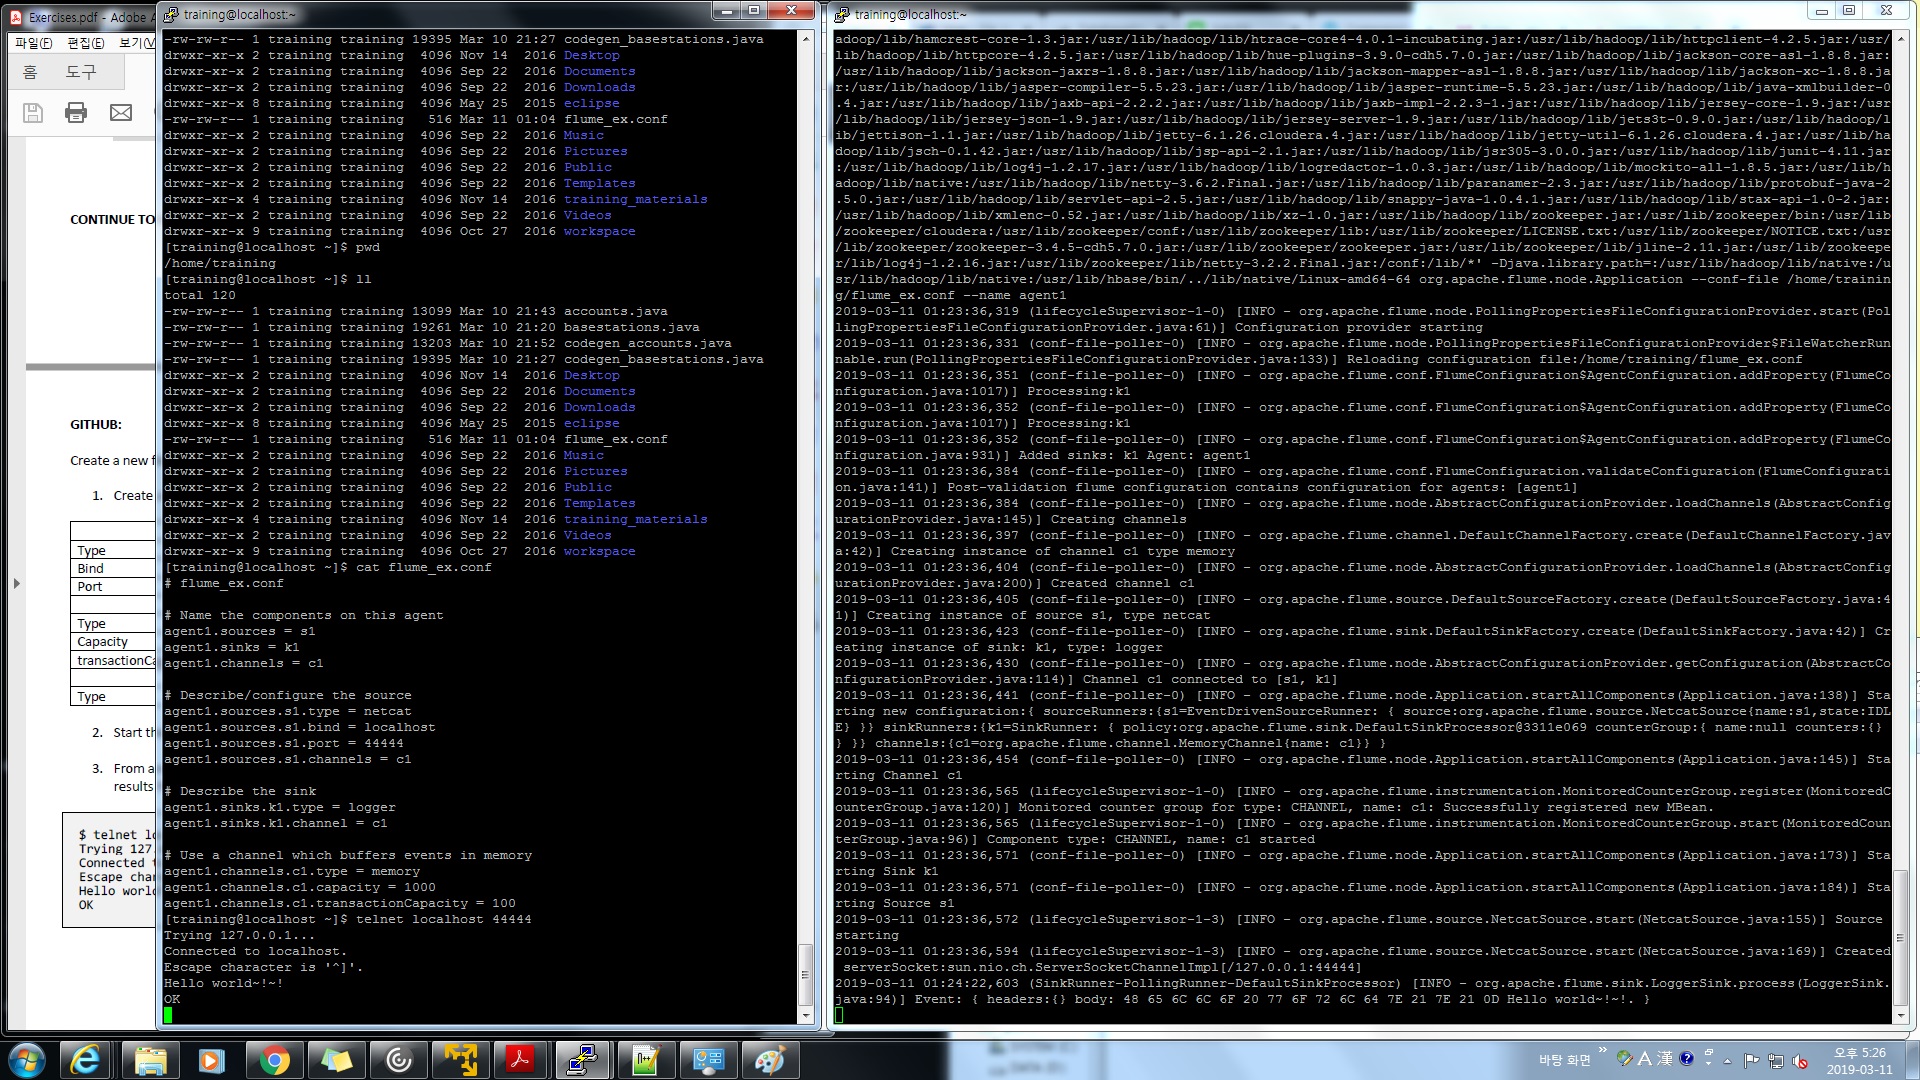 Exercises.pdf - Adobe A
파일(F) 편집(E) 보기(V
홈 도구
CONTINUE TO
GITHUB:
Create a new f
1. Create
Type
Bind
Port
Type
Capacity
transactionCa
Type
2. Start th
3. From a
results
$ telnet lo
Trying 127.
Connected t
Escape char
Hello world
OK
training@localhost:~
-rw-rw-r-- 1 training training 19395 Mar 10 21:27 codegen_basestations.java
drwxr-xr-x 2 training training  4096 Nov 14  2016 Desktop
drwxr-xr-x 2 training training  4096 Sep 22  2016 Documents
drwxr-xr-x 2 training training  4096 Sep 22  2016 Downloads
drwxr-xr-x 8 training training  4096 May 25  2015 eclipse
-rw-rw-r-- 1 training training   516 Mar 11 01:04 flume_ex.conf
drwxr-xr-x 2 training training  4096 Sep 22  2016 Music
drwxr-xr-x 2 training training  4096 Sep 22  2016 Pictures
drwxr-xr-x 2 training training  4096 Sep 22  2016 Public
drwxr-xr-x 2 training training  4096 Sep 22  2016 Templates
drwxr-xr-x 4 training training  4096 Nov 14  2016 training_materials
drwxr-xr-x 2 training training  4096 Sep 22  2016 Videos
drwxr-xr-x 9 training training  4096 Oct 27  2016 workspace
[training@localhost ~]$ pwd
/home/training
[training@localhost ~]$ ll
total 120
-rw-rw-r-- 1 training training 13099 Mar 10 21:43 accounts.java
-rw-rw-r-- 1 training training 19261 Mar 10 21:20 basestations.java
-rw-rw-r-- 1 training training 13203 Mar 10 21:52 codegen_accounts.java
-rw-rw-r-- 1 training training 19395 Mar 10 21:27 codegen_basestations.java
drwxr-xr-x 2 training training  4096 Nov 14  2016 Desktop
drwxr-xr-x 2 training training  4096 Sep 22  2016 Documents
drwxr-xr-x 2 training training  4096 Sep 22  2016 Downloads
drwxr-xr-x 8 training training  4096 May 25  2015 eclipse
-rw-rw-r-- 1 training training   516 Mar 11 01:04 flume_ex.conf
drwxr-xr-x 2 training training  4096 Sep 22  2016 Music
drwxr-xr-x 2 training training  4096 Sep 22  2016 Pictures
drwxr-xr-x 2 training training  4096 Sep 22  2016 Public
drwxr-xr-x 2 training training  4096 Sep 22  2016 Templates
drwxr-xr-x 4 training training  4096 Nov 14  2016 training_materials
drwxr-xr-x 2 training training  4096 Sep 22  2016 Videos
drwxr-xr-x 9 training training  4096 Oct 27  2016 workspace
[training@localhost ~]$ cat flume_ex.conf
# flume_ex.conf
# Name the components on this agent
agent1.sources = s1
agent1.sinks = k1
agent1.channels = c1
# Describe/configure the source
agent1.sources.s1.type = netcat
agent1.sources.s1.bind = localhost
agent1.sources.s1.port = 44444
agent1.sources.s1.channels = c1
# Describe the sink
agent1.sinks.k1.type = logger
agent1.sinks.k1.channel = c1
# Use a channel which buffers events in memory
agent1.channels.c1.type = memory
agent1.channels.c1.capacity = 1000
agent1.channels.c1.transactionCapacity = 100
[training@localhost ~]$ telnet localhost 44444
Trying 127.0.0.1...
Connected to localhost.
Escape character is '^]'.
Hello world~!~!
OK
training@localhost:~
adoop/lib/hamcrest-core-1.3.jar:/usr/lib/hadoop/lib/htrace-core4-4.0.1-incubating.jar:/usr/lib/hadoop/lib/httpclient-4.2.5.jar:/usr/
lib/hadoop/lib/httpcore-4.2.5.jar:/usr/lib/hadoop/lib/hue-plugins-3.9.0-cdh5.7.0.jar:/usr/lib/hadoop/lib/jackson-core-asl-1.8.8.jar:
/usr/lib/hadoop/lib/jackson-jaxrs-1.8.8.jar:/usr/lib/hadoop/lib/jackson-mapper-asl-1.8.8.jar:/usr/lib/hadoop/lib/jackson-xc-1.8.8.ja
r:/usr/lib/hadoop/lib/jasper-compiler-5.5.23.jar:/usr/lib/hadoop/lib/jasper-runtime-5.5.23.jar:/usr/lib/hadoop/lib/java-xmlbuilder-0
.4.jar:/usr/lib/hadoop/lib/jaxb-api-2.2.2.jar:/usr/lib/hadoop/lib/jaxb-impl-2.2.3-1.jar:/usr/lib/hadoop/lib/jersey-core-1.9.jar:/usr
/lib/hadoop/lib/jersey-json-1.9.jar:/usr/lib/hadoop/lib/jersey-server-1.9.jar:/usr/lib/hadoop/lib/jets3t-0.9.0.jar:/usr/lib/hadoop/l
ib/jettison-1.1.jar:/usr/lib/hadoop/lib/jetty-6.1.26.cloudera.4.jar:/usr/lib/hadoop/lib/jetty-util-6.1.26.cloudera.4.jar:/usr/lib/ha
doop/lib/jsch-0.1.42.jar:/usr/lib/hadoop/lib/jsp-api-2.1.jar:/usr/lib/hadoop/lib/jsr305-3.0.0.jar:/usr/lib/hadoop/lib/junit-4.11.jar
:/usr/lib/hadoop/lib/log4j-1.2.17.jar:/usr/lib/hadoop/lib/logredactor-1.0.3.jar:/usr/lib/hadoop/lib/mockito-all-1.8.5.jar:/usr/lib/h
adoop/lib/native:/usr/lib/hadoop/lib/netty-3.6.2.Final.jar:/usr/lib/hadoop/lib/paranamer-2.3.jar:/usr/lib/hadoop/lib/protobuf-java-2
.5.0.jar:/usr/lib/hadoop/lib/servlet-api-2.5.jar:/usr/lib/hadoop/lib/snappy-java-1.0.4.1.jar:/usr/lib/hadoop/lib/stax-api-1.0-2.jar:
/usr/lib/hadoop/lib/xmlenc-0.52.jar:/usr/lib/hadoop/lib/xz-1.0.jar:/usr/lib/hadoop/lib/zookeeper.jar:/usr/lib/zookeeper/bin:/usr/lib
/zookeeper/cloudera:/usr/lib/zookeeper/conf:/usr/lib/zookeeper/lib:/usr/lib/zookeeper/LICENSE.txt:/usr/lib/zookeeper/NOTICE.txt:/usr
/lib/zookeeper/zookeeper-3.4.5-cdh5.7.0.jar:/usr/lib/zookeeper/zookeeper.jar:/usr/lib/zookeeper/lib/jline-2.11.jar:/usr/lib/zookeepe
r/lib/log4j-1.2.16.jar:/usr/lib/zookeeper/lib/netty-3.2.2.Final.jar:/conf:/lib/*' -Djava.library.path=:/usr/lib/hadoop/lib/native:/u
sr/lib/hadoop/lib/native:/usr/lib/hbase/bin/../lib/native/Linux-amd64-64 org.apache.flume.node.Application --conf-file /home/trainin
g/flume_ex.conf --name agent1
2019-03-11 01:23:36,319 (lifecycleSupervisor-1-0) [INFO - org.apache.flume.node.PollingPropertiesFileConfigurationProvider.start(Pol
lingPropertiesFileConfigurationProvider.java:61)] Configuration provider starting
2019-03-11 01:23:36,331 (conf-file-poller-0) [INFO - org.apache.flume.node.PollingPropertiesFileConfigurationProvider$FileWatcherRun
nable.run(PollingPropertiesFileConfigurationProvider.java:133)] Reloading configuration file:/home/training/flume_ex.conf
2019-03-11 01:23:36,351 (conf-file-poller-0) [INFO - org.apache.flume.conf.FlumeConfiguration$AgentConfiguration.addProperty(FlumeCo
nfiguration.java:1017)] Processing:k1
2019-03-11 01:23:36,352 (conf-file-poller-0) [INFO - org.apache.flume.conf.FlumeConfiguration$AgentConfiguration.addProperty(FlumeCo
nfiguration.java:1017)] Processing:k1
2019-03-11 01:23:36,352 (conf-file-poller-0) [INFO - org.apache.flume.conf.FlumeConfiguration$AgentConfiguration.addProperty(FlumeCo
nfiguration.java:931)] Added sinks: k1 Agent: agent1
2019-03-11 01:23:36,384 (conf-file-poller-0) [INFO - org.apache.flume.conf.FlumeConfiguration.validateConfiguration(FlumeConfigurati
on.java:141)] Post-validation flume configuration contains configuration for agents: [agent1]
2019-03-11 01:23:36,384 (conf-file-poller-0) [INFO - org.apache.flume.node.AbstractConfigurationProvider.loadChannels(AbstractConfig
urationProvider.java:145)] Creating channels
2019-03-11 01:23:36,397 (conf-file-poller-0) [INFO - org.apache.flume.channel.DefaultChannelFactory.create(DefaultChannelFactory.jav
a:42)] Creating instance of channel c1 type memory
2019-03-11 01:23:36,404 (conf-file-poller-0) [INFO - org.apache.flume.node.AbstractConfigurationProvider.loadChannels(AbstractConfig
urationProvider.java:200)] Created channel c1
2019-03-11 01:23:36,405 (conf-file-poller-0) [INFO - org.apache.flume.source.DefaultSourceFactory.create(DefaultSourceFactory.java:4
1)] Creating instance of source s1, type netcat
2019-03-11 01:23:36,423 (conf-file-poller-0) [INFO - org.apache.flume.sink.DefaultSinkFactory.create(DefaultSinkFactory.java:42)] Cr
eating instance of sink: k1, type: logger
2019-03-11 01:23:36,430 (conf-file-poller-0) [INFO - org.apache.flume.node.AbstractConfigurationProvider.getConfiguration(AbstractCo
nfigurationProvider.java:114)] Channel c1 connected to [s1, k1]
2019-03-11 01:23:36,441 (conf-file-poller-0) [INFO - org.apache.flume.node.Application.startAllComponents(Application.java:138)] Sta
rting new configuration:{ sourceRunners:{s1=EventDrivenSourceRunner: { source:org.apache.flume.source.NetcatSource{name:s1,state:IDL
E} }} sinkRunners:{k1=SinkRunner: { policy:org.apache.flume.sink.DefaultSinkProcessor@3311e069 counterGroup:{ name:null counters:{}
} }} channels:{c1=org.apache.flume.channel.MemoryChannel{name: c1}} }
2019-03-11 01:23:36,454 (conf-file-poller-0) [INFO - org.apache.flume.node.Application.startAllComponents(Application.java:145)] Sta
rting Channel c1
2019-03-11 01:23:36,565 (lifecycleSupervisor-1-0) [INFO - org.apache.flume.instrumentation.MonitoredCounterGroup.register(MonitoredC
ounterGroup.java:120)] Monitored counter group for type: CHANNEL, name: c1: Successfully registered new MBean.
2019-03-11 01:23:36,565 (lifecycleSupervisor-1-0) [INFO - org.apache.flume.instrumentation.MonitoredCounterGroup.start(MonitoredCoun
terGroup.java:96)] Component type: CHANNEL, name: c1 started
2019-03-11 01:23:36,571 (conf-file-poller-0) [INFO - org.apache.flume.node.Application.startAllComponents(Application.java:173)] Sta
rting Sink k1
2019-03-11 01:23:36,571 (conf-file-poller-0) [INFO - org.apache.flume.node.Application.startAllComponents(Application.java:184)] Sta
rting Source s1
2019-03-11 01:23:36,572 (lifecycleSupervisor-1-3) [INFO - org.apache.flume.source.NetcatSource.start(NetcatSource.java:155)] Source
starting
2019-03-11 01:23:36,594 (lifecycleSupervisor-1-3) [INFO - org.apache.flume.source.NetcatSource.start(NetcatSource.java:169)] Created
serverSocket:sun.nio.ch.ServerSocketChannelImpl[/127.0.0.1:44444]
2019-03-11 01:24:22,603 (SinkRunner-PollingRunner-DefaultSinkProcessor) [INFO - org.apache.flume.sink.LoggerSink.process(LoggerSink.
java:94)] Event: { headers:{} body: 48 65 6C 6C 6F 20 77 6F 72 6C 64 7E 21 7E 21 0D Hello world~!~!. }
바탕 화면
A 漢
오후 5:26
2019-03-11